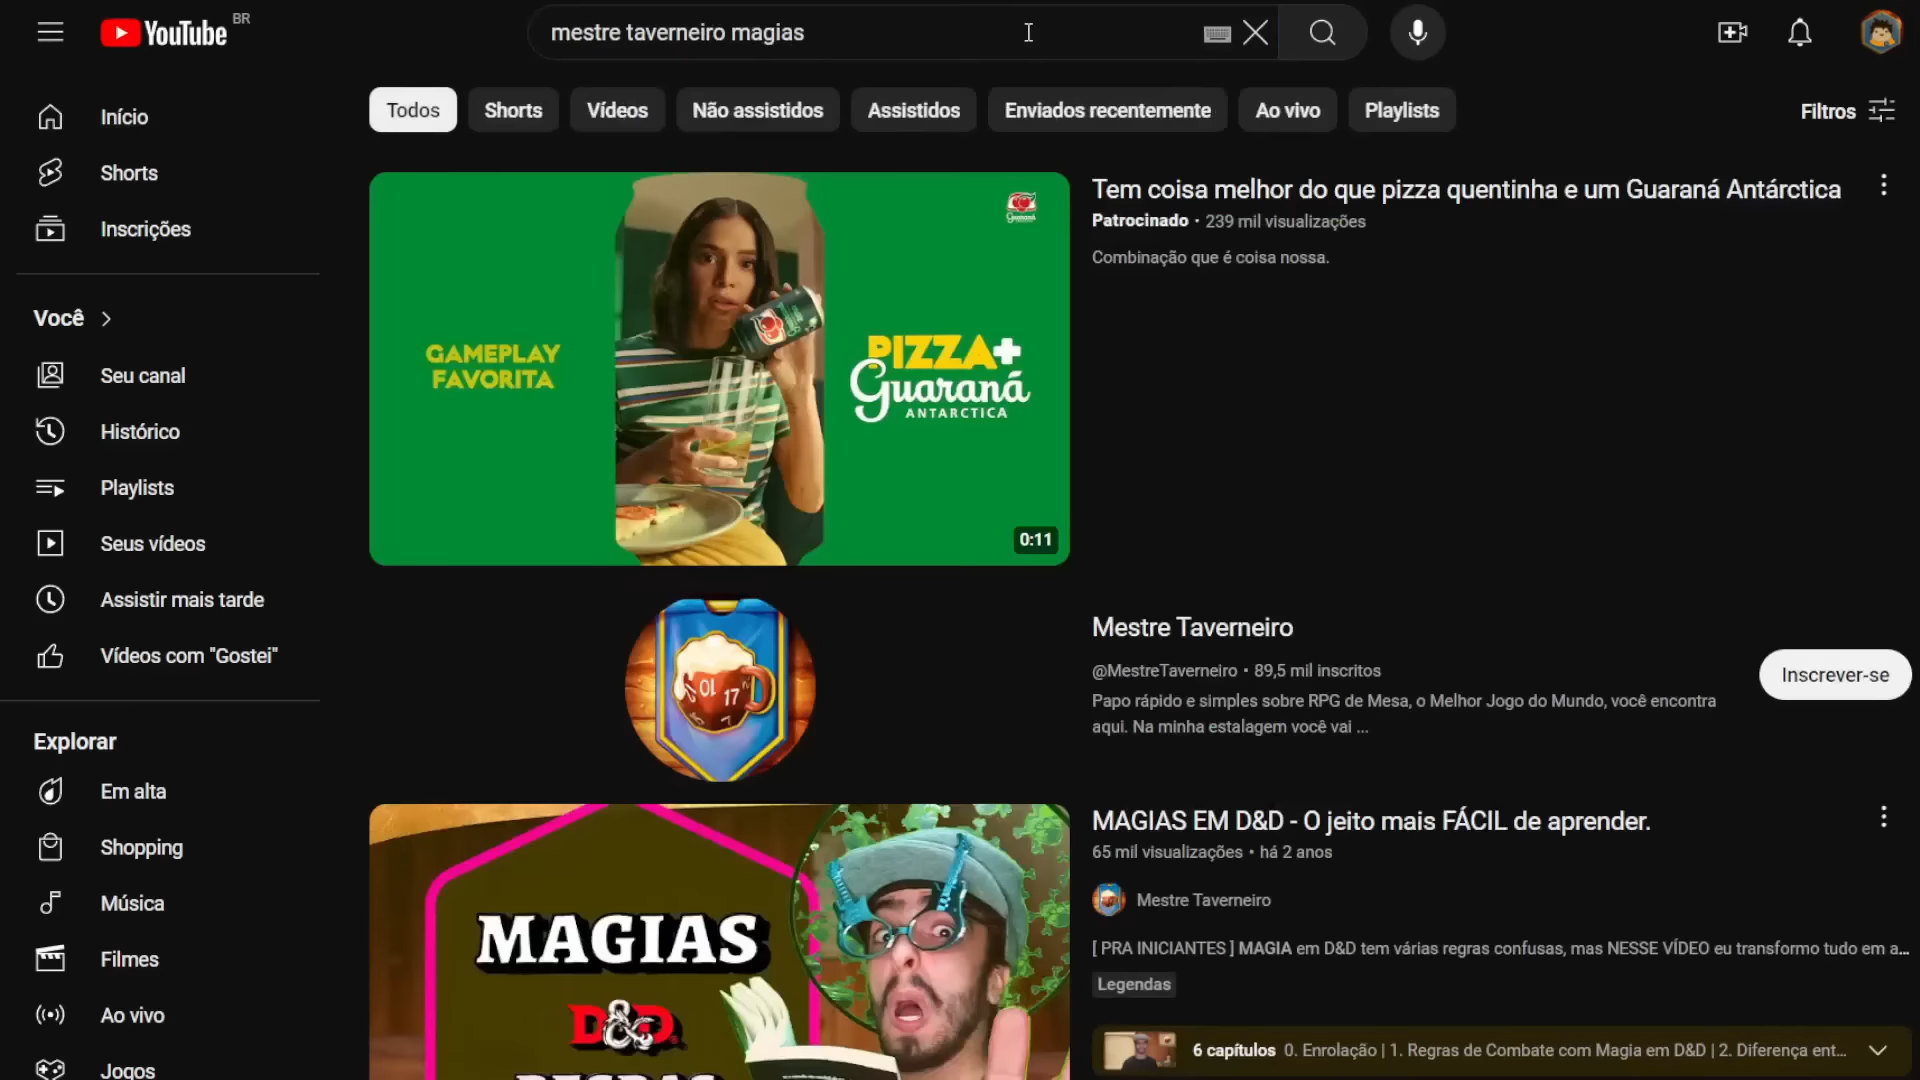 YouTube BR
mestre taverneiro magias
Todos
Shorts
Vídeos
Não assistidos
Assistidos
Enviados recentemente
Ao vivo
Playlists
Filtros
Início
Shorts
Inscrições
Você
Seu canal
Histórico
Playlists
Seus vídeos
Assistir mais tarde
Vídeos com "Gostei"
Explorar
Em alta
Shopping
Música
Filmes
Ao vivo
Jogos
GAMEPLAY
FAVORITA
PIZZA+
Guaraná
ANTARCTICA
0:11
Tem coisa melhor do que pizza quentinha e um Guaraná Antárctica
Patrocinado • 239 mil visualizações
Combinação que é coisa nossa.
10
17
7
Mestre Taverneiro
@MestreTaverneiro • 89,5 mil inscritos
Papo rápido e simples sobre RPG de Mesa, o Melhor Jogo do Mundo, você encontra
aqui. Na minha estalagem você vai ...
Inscrever-se
MAGIAS
D&D
REGRAS
MAGIAS EM D&D - O jeito mais FÁCIL de aprender.
65 mil visualizações • há 2 anos
Mestre Taverneiro
[ PRA INICIANTES ] MAGIA em D&D tem várias regras confusas, mas NESSE VÍDEO eu transformo tudo em a...
Legendas
6 capítulos 0. Enrolação | 1. Regras de Combate com Magia em D&D | 2. Diferença ent...